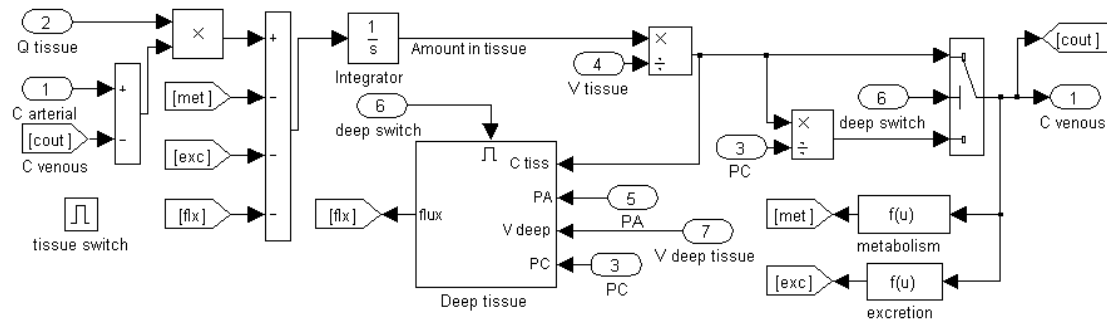 2
Q tissue
×
+
1
s
Integrator
Amount in tissue
4
V tissue
×
÷
[cout]
1
C arterial
+
−
[cout]
C venous
[met]
−
[exc]
−
[flx]
−
tissue switch
6
deep switch
C tiss
PA
V deep
PC
flux
Deep tissue
[flx]
5
PA
7
V deep tissue
3
PC
×
÷
3
PC
6
deep switch
1
C venous
[met]
f(u)
metabolism
[exc]
f(u)
excretion